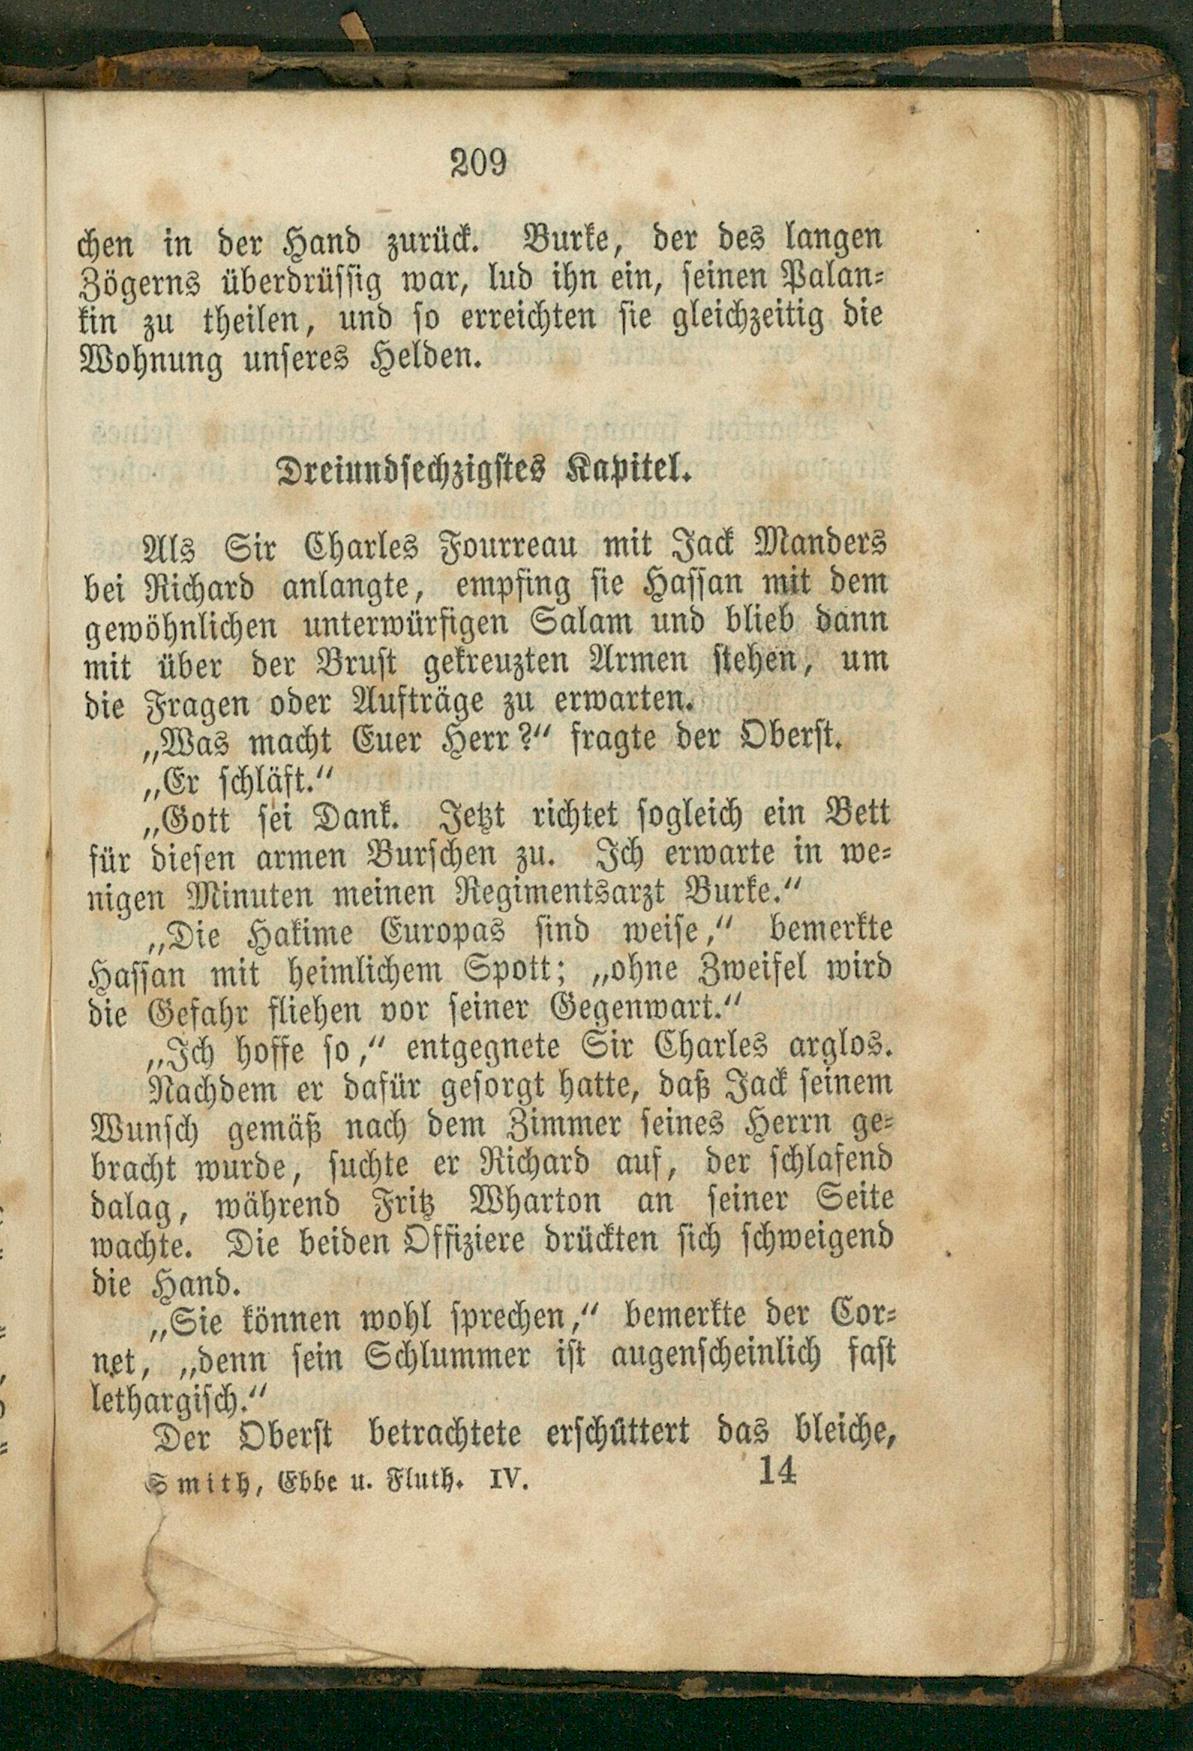 209
chen in der Hand zurück. Burke, der des langen
Zögerns überdrüssig war, lud ihn ein, seinen Palan-
kin zu theilen, und so erreichten sie gleichzeitig die
Wohnung unseres Helden.
Dreiundsechzigstes Kapitel.
Als Sir Charles Fourreau mit Jack Manders
bei Richard anlangte, empfing sie Hassan mit dem
gewöhnlichen unterwürfigen Salam und blieb dann
mit über der Brust gekreuzten Armen stehen, um
die Fragen oder Aufträge zu erwarten.
„Was macht Euer Herr?“ fragte der Oberst.
„Er schläft.“
„Gott sei Dank. Jetzt richtet sogleich ein Bett
für diesen armen Burschen zu. Ich erwarte in we-
nigen Minuten meinen Regimentsarzt Burke.“
„Die Hakime Europas sind weise,“ bemerkte
Hassan mit heimlichem Spott; „ohne Zweifel wird
die Gefahr fliehen vor seiner Gegenwart.“
„Ich hoffe so,“ entgegnete Sir Charles arglos.
Nachdem er dafür gesorgt hatte, daß Jack seinem
Wunsch gemäß nach dem Zimmer seines Herrn ge-
bracht wurde, suchte er Richard auf, der schlafend
dalag, während Fritz Wharton an seiner Seite
wachte. Die beiden Offiziere drückten sich schweigend
die Hand.
„Sie können wohl sprechen,“ bemerkte der Cor-
net, „denn sein Schlummer ist augenscheinlich fast
lethargisch.“
Der Oberst betrachtete erschüttert das bleiche,
Smith, Ebbe u. Fluth. IV. 14